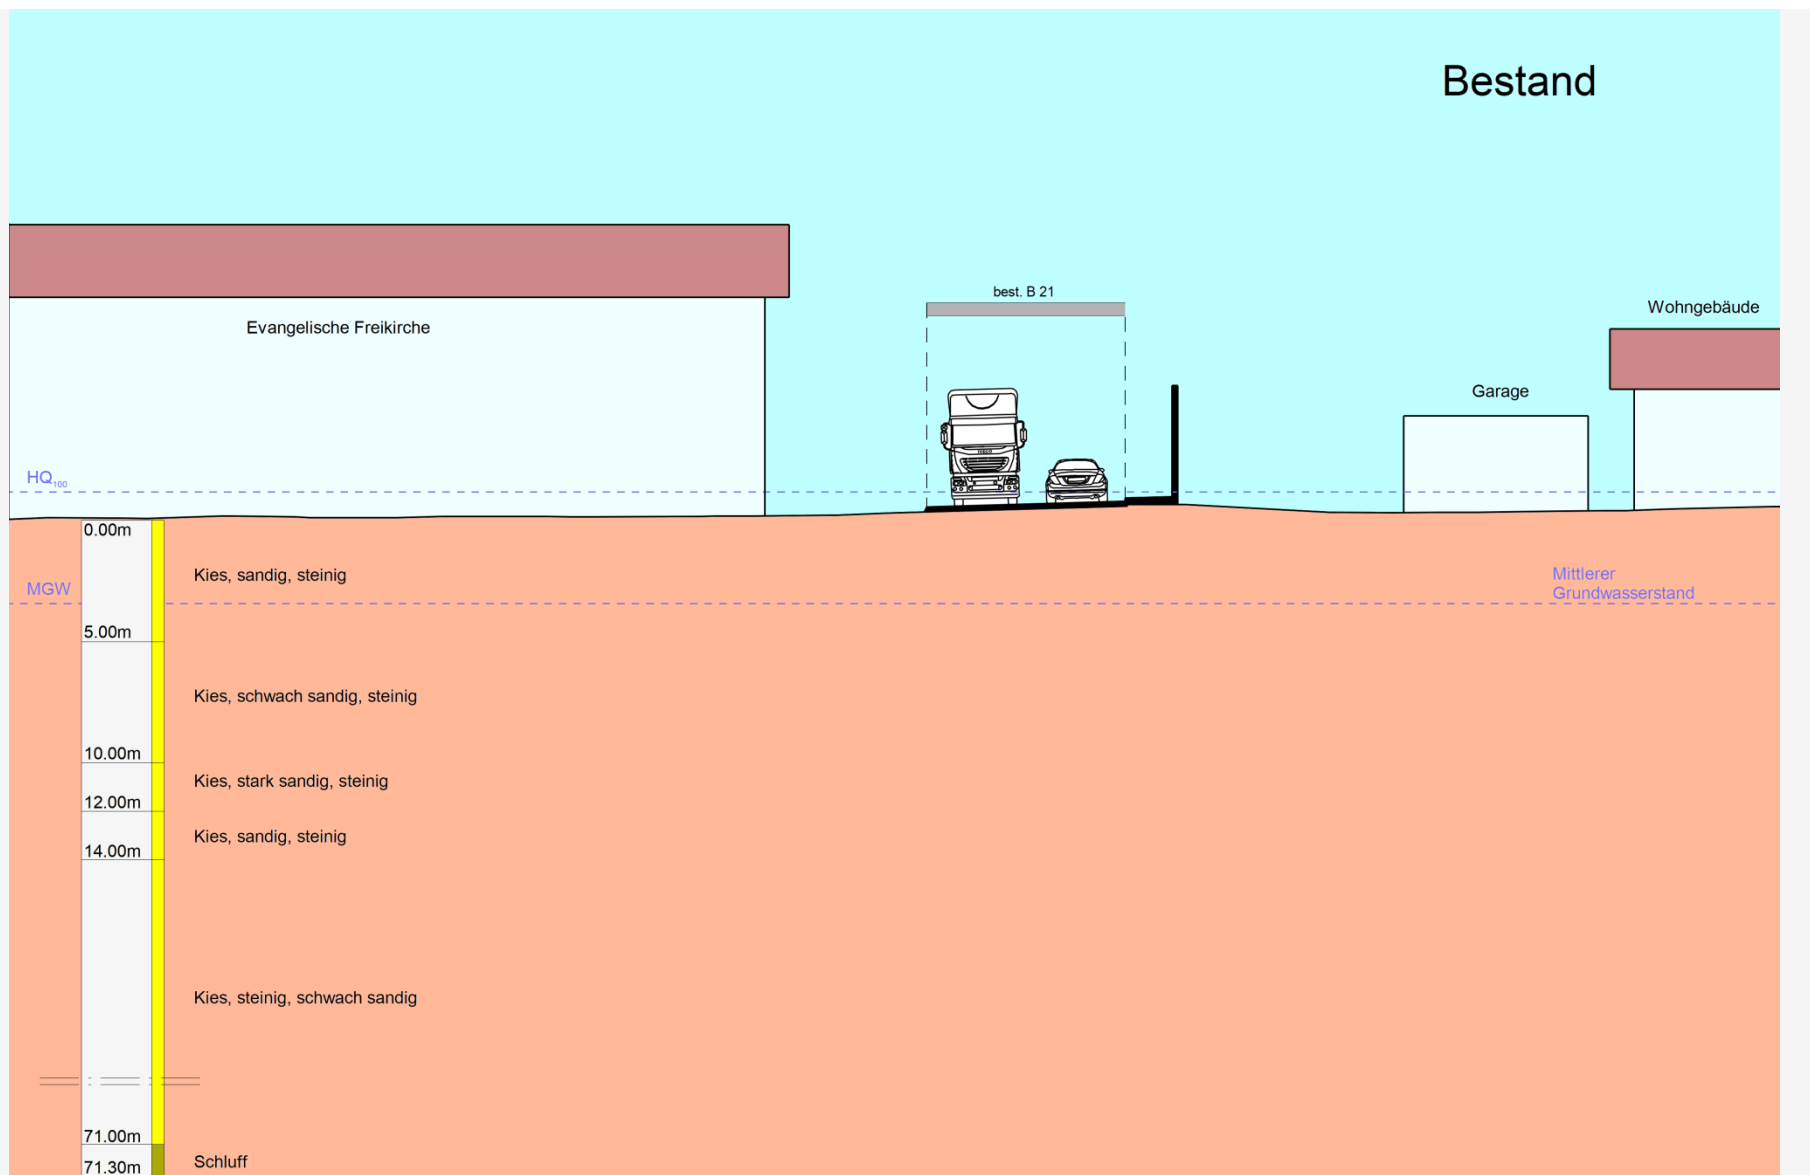 Bestand
best. B 21
Wohngebäude
Evangelische Freikirche
Garage
HQ100
0.00m
Kies, sandig, steinig
MGW
Mittlerer
Grundwasserstand
5.00m
Kies, schwach sandig, steinig
10.00m
Kies, stark sandig, steinig
12.00m
Kies, sandig, steinig
14.00m
Kies, steinig, schwach sandig
71.00m
Schluff
71.30m